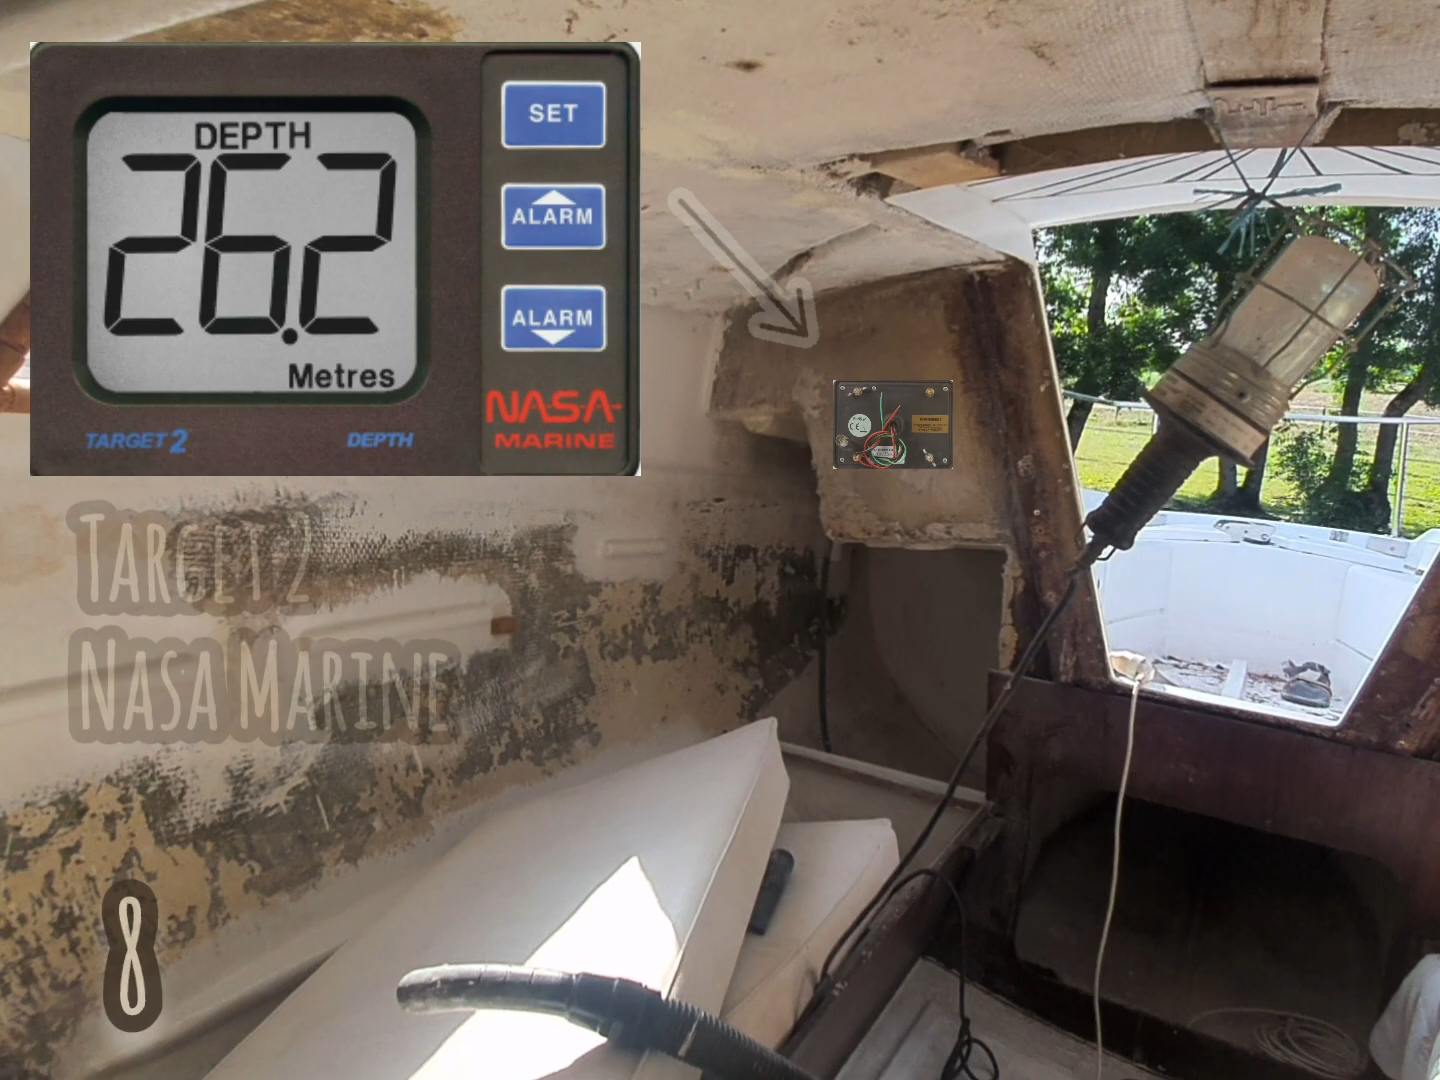 DEPTH
26.2
Metres
SET
ALARM
ALARM
NASA
MARINE
TARGET 2
DEPTH
Target 2
Nasa Marine
8